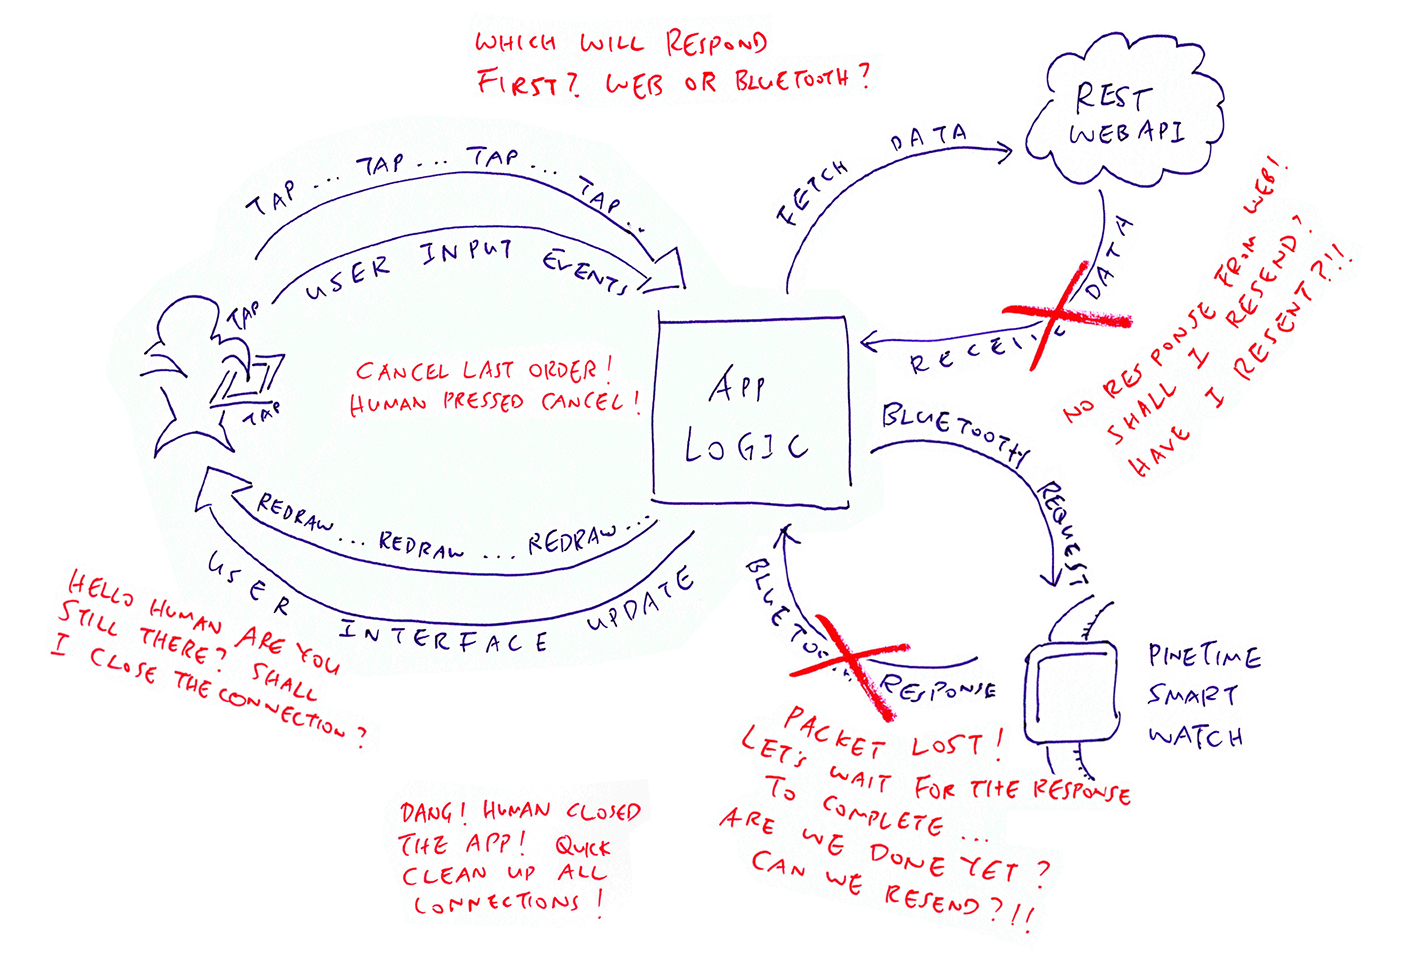 WHICH WILL RESPOND
FIRST? WEB OR BLUETOOTH?
REST
WEB API
FETCH DATA
DATA
NO RESPONSE FROM WEB!
SHALL I RESEND?
HAVE I RESENT?!!
TAP ... TAP ... TAP ... TAP ..
USER INPUT EVENTS
TAP
TAP
CANCEL LAST ORDER!
HUMAN PRESSED CANCEL!
APP
LOGIC
BLUETOOTH REQUEST
REDRAW ... REDRAW ... REDRAW ...
USER INTERFACE UPDATE
HELLO HUMAN ARE YOU
STILL THERE? SHALL
I CLOSE THE CONNECTION?
RESPONSE
PINETIME
SMART
WATCH
PACKET LOST!
LET'S WAIT FOR THE RESPONSE
TO COMPLETE ...
ARE WE DONE YET?
CAN WE RESEND?!!
DANG! HUMAN CLOSED
THE APP! QUICK
CLEAN UP ALL
CONNECTIONS!